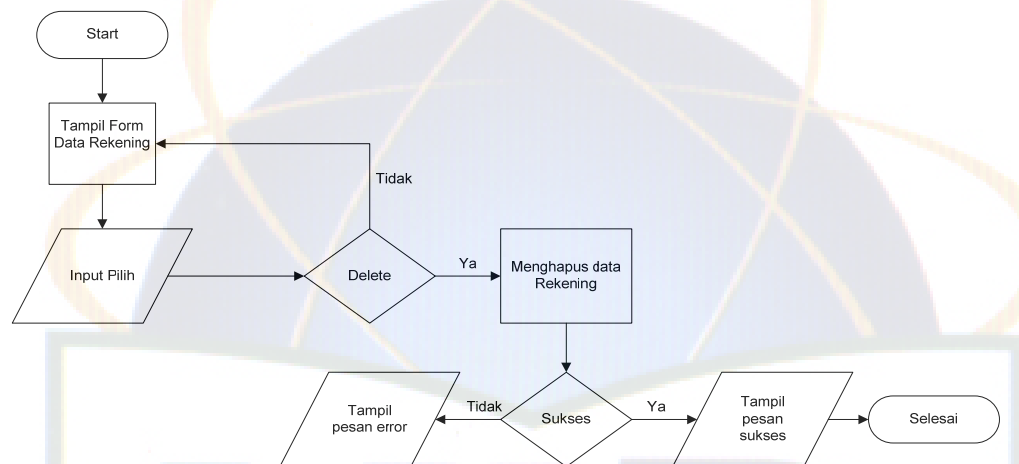 Start
Tampil Form
Data Rekening
Tidak
Input Pilih
Delete
Ya
Menghapus data
Rekening
Tampil
pesan error
Tidak
Sukses
Ya
Tampil
pesan
sukses
Selesai